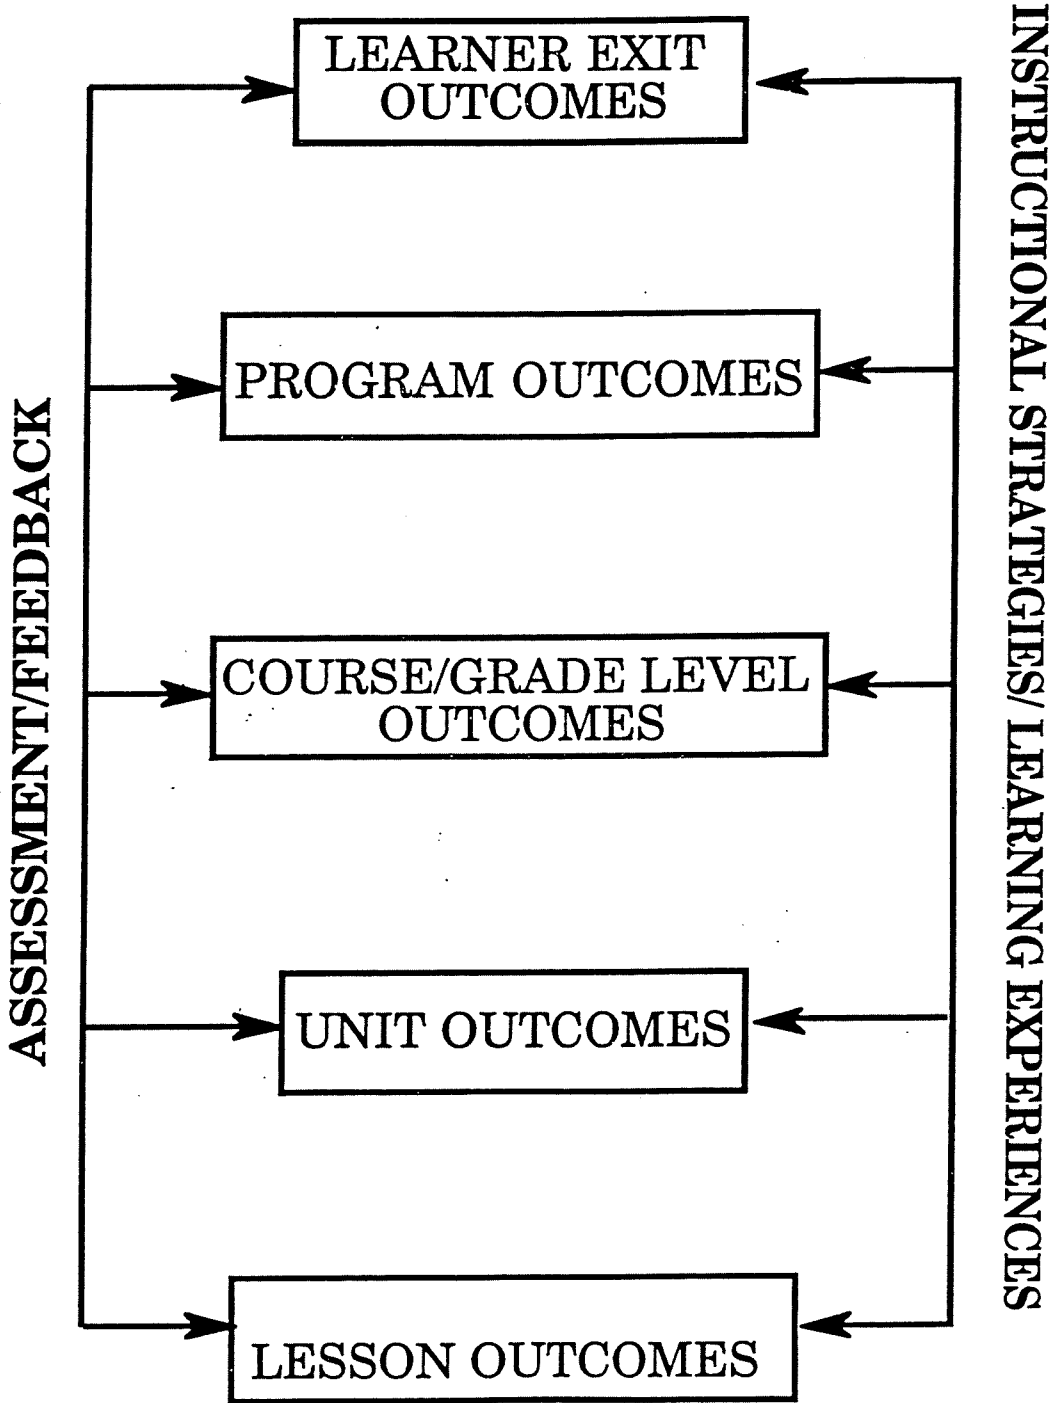 LEARNER EXIT
OUTCOMES
PROGRAM OUTCOMES
COURSE/GRADE LEVEL
OUTCOMES
UNIT OUTCOMES
LESSON OUTCOMES
ASSESSMENT/FEEDBACK
INSTRUCTIONAL STRATEGIES/ LEARNING EXPERIENCES